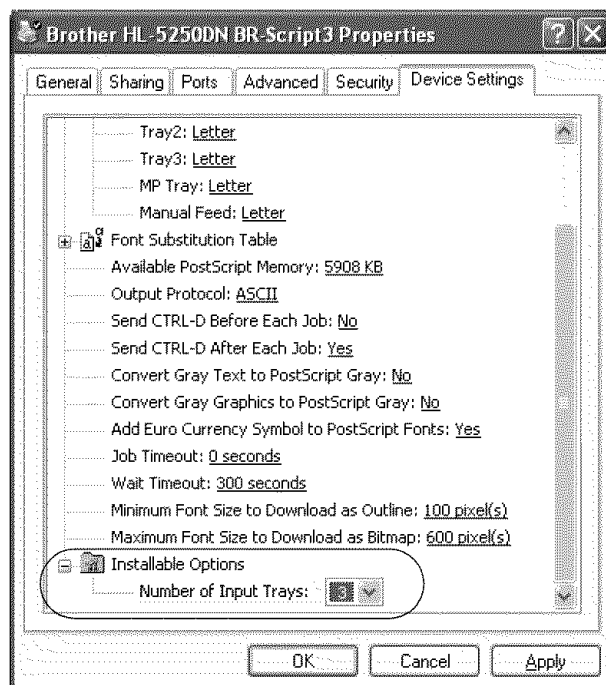 Brother HL-5250DN BR-Script3 Properties
General Sharing Ports Advanced Security Device Settings
Tray2: Letter
Tray3: Letter
MP Tray: Letter
Manual Feed: Letter
Font Substitution Table
Available PostScript Memory: 5908 KB
Output Protocol: ASCII
Send CTRL-D Before Each Job: No
Send CTRL-D After Each Job: Yes
Convert Gray Text to PostScript Gray: No
Convert Gray Graphics to PostScript Gray: No
Add Euro Currency Symbol to PostScript Fonts: Yes
Job Timeout: 0 seconds
Wait Timeout: 300 seconds
Minimum Font Size to Download as Outline: 100 pixel(s)
Maximum Font Size to Download as Bitmap: 600 pixel(s)
Installable Options
Number of Input Trays: 3
OK Cancel Apply